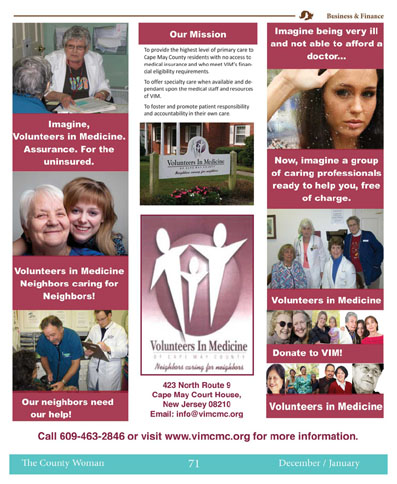 Business & Finance
Imagine,
Volunteers in Medicine.
Assurance. For the
uninsured.
Volunteers in Medicine
Neighbors caring for
Neighbors!
Our neighbors need
our help!
Our Mission
To provide the highest level of primary care to
Cape May County residents with no access to
medical insurance and who meet VIM's finan-
cial eligibility requirements.
To offer specialty care when available and de-
pendant upon the medical staff and resources
of VIM.
To foster and promote patient responsibility
and accountability in their own care.
Volunteers In Medicine
OF CAPE MAY COUNTY
Neighbors caring for neighbors
Volunteers In Medicine
OF CAPE MAY COUNTY
Neighbors caring for neighbors
423 North Route 9
Cape May Court House,
New Jersey 08210
Email: info@vimcmc.org
Imagine being very ill
and not able to afford a
doctor...
Now, imagine a group
of caring professionals
ready to help you, free
of charge.
Volunteers in Medicine
Donate to VIM!
Volunteers in Medicine
Call 609-463-2846 or visit www.vimcmc.org for more information.
The County Woman
71
December / January